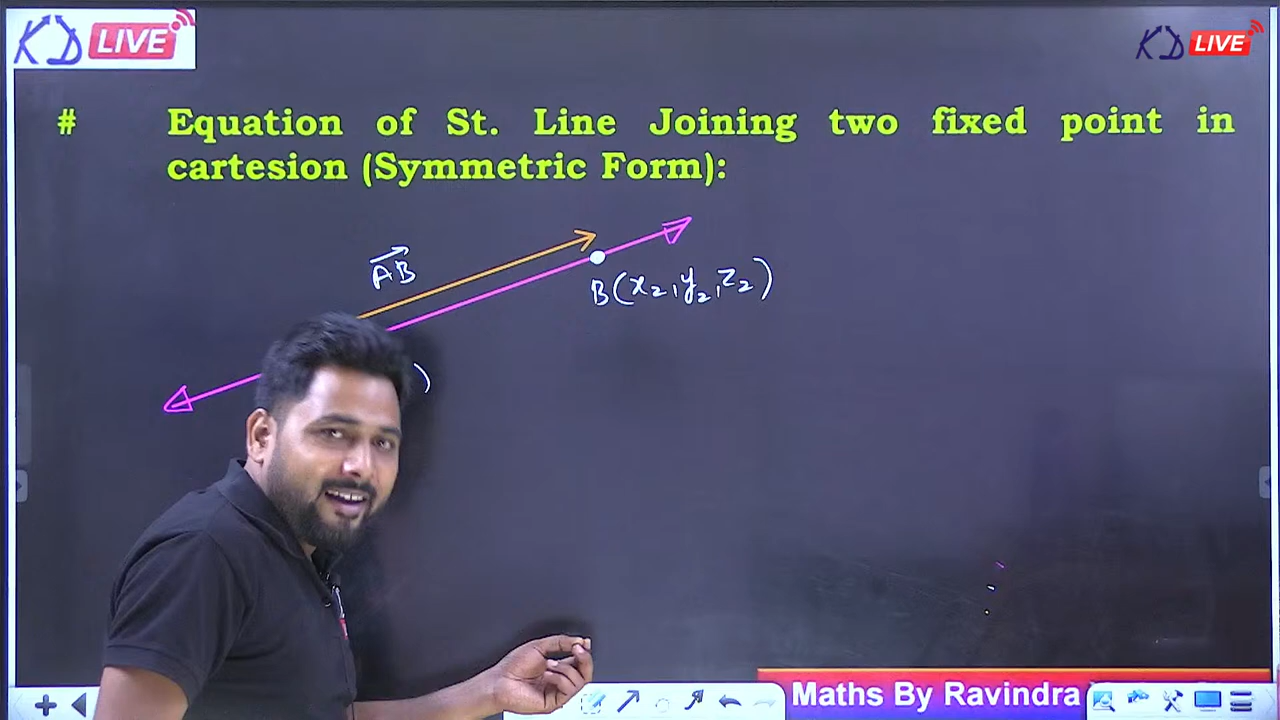 KD LIVE
KD LIVE
# Equation of St. Line Joining two fixed point in
cartesion (Symmetric Form):
AB
B(x₂,y₂,z₂)
)
Maths By Ravindra